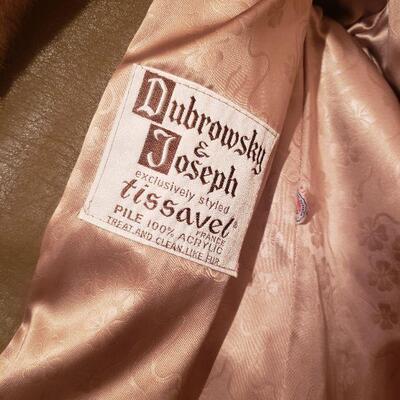 Dubrowsky
&
Joseph
exclusively styled
tissavel®
FRANCE
PILE 100% ACRYLIC
TREAT AND CLEAN LIKE FUR